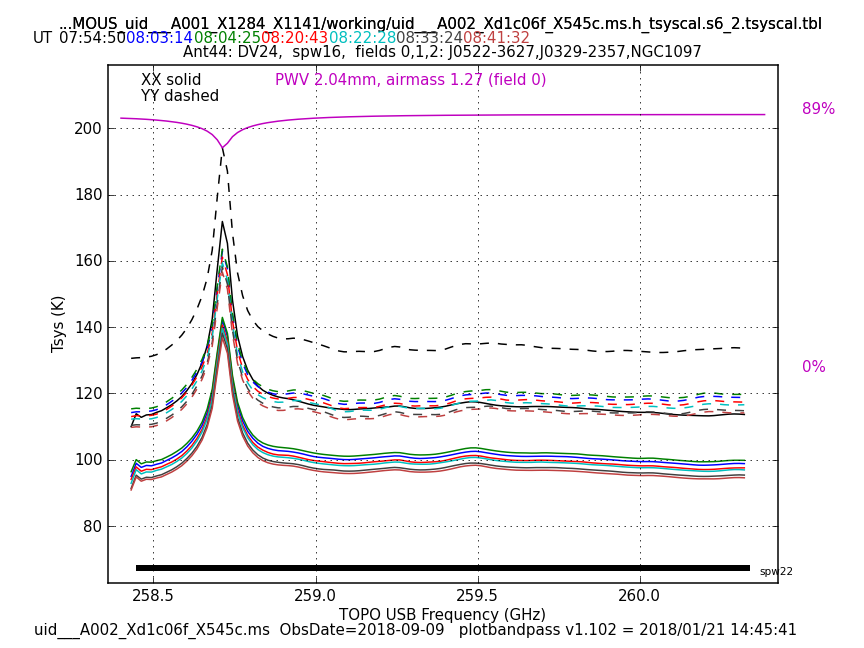 ...MOUS_uid___A001_X1284_X1141/working/uid___A002_Xd1c06f_X545c.ms.h_tsyscal.s6_2.tsyscal.tbl
UT 07:54:50 08:03:14 08:04:25 08:20:43 08:22:28 08:33:24 08:41:32
Ant44: DV24, spw16, fields 0,1,2: J0522-3627,J0329-2357,NGC1097
XX solid
PWV 2.04mm, airmass 1.27 (field 0)
YY dashed
89%
200
180
160
140
120
100
80
0%
Tsys (K)
spw22
258.5 259.0 259.5 260.0
TOPO USB Frequency (GHz)
uid___A002_Xd1c06f_X545c.ms ObsDate=2018-09-09 plotbandpass v1.102 = 2018/01/21 14:45:41